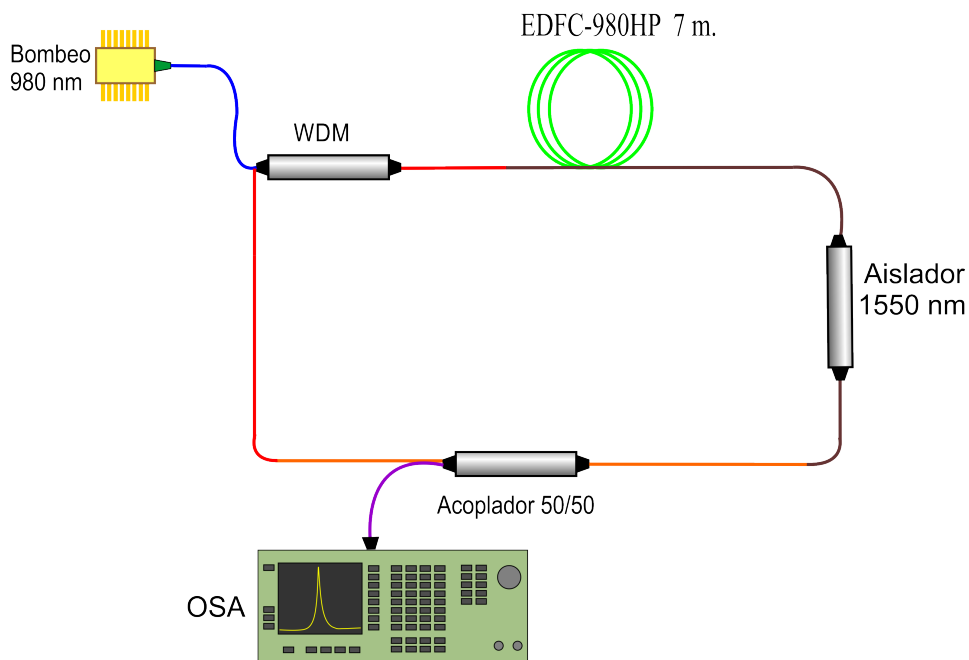 EDFC-980HP 7 m.
Bombeo
980 nm
WDM
Aislador
1550 nm
Acoplador 50/50
OSA